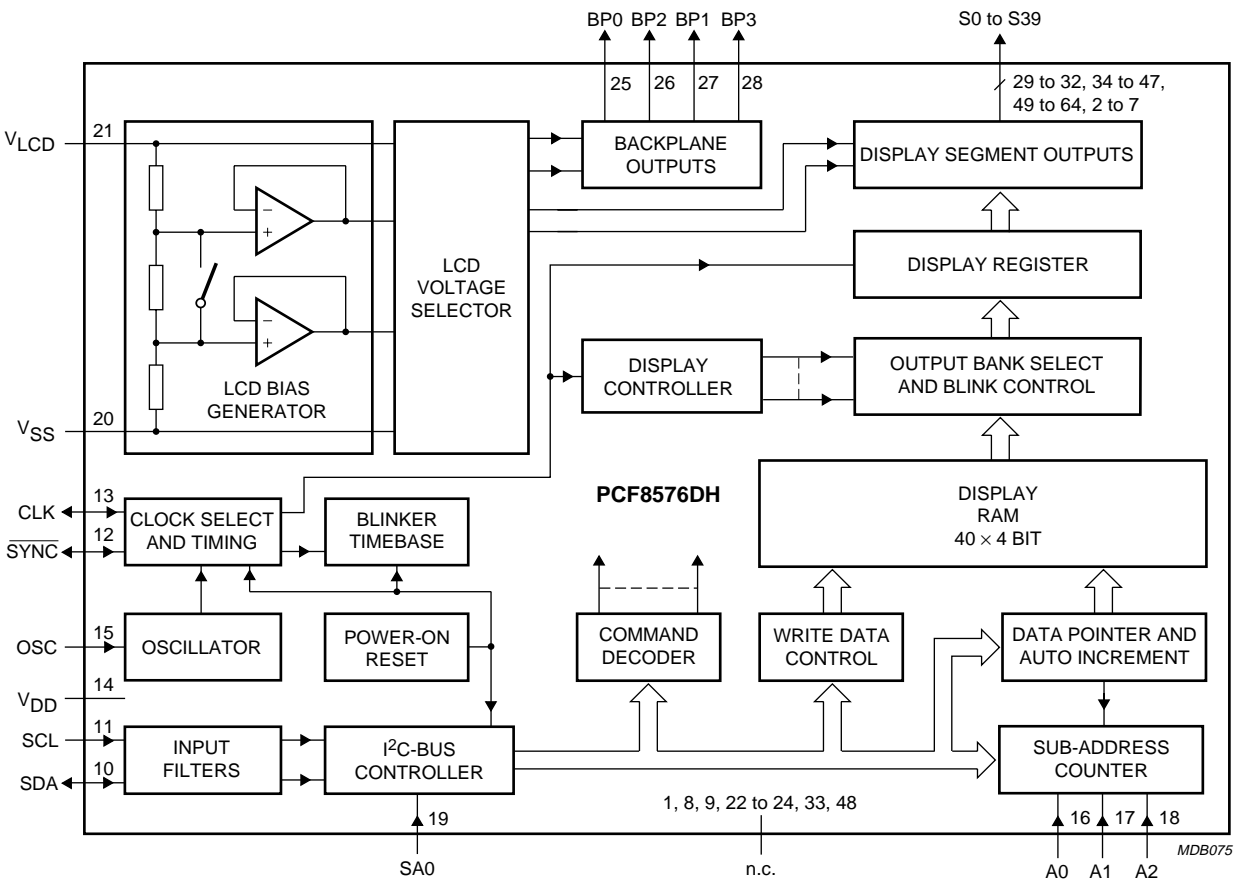 BP0 BP2 BP1 BP3
S0 to S39
25
26
27
28
29 to 32, 34 to 47,
49 to 64, 2 to 7
VLCD
21
BACKPLANE
OUTPUTS
DISPLAY SEGMENT OUTPUTS
−
+
LCD
VOLTAGE
SELECTOR
DISPLAY REGISTER
−
+
LCD BIAS
GENERATOR
DISPLAY
CONTROLLER
OUTPUT BANK SELECT
AND BLINK CONTROL
VSS
20
PCF8576DH
DISPLAY
RAM
40 × 4 BIT
CLK
13
SYNC
12
CLOCK SELECT
AND TIMING
BLINKER
TIMEBASE
OSC
15
OSCILLATOR
POWER-ON
RESET
COMMAND
DECODER
WRITE DATA
CONTROL
DATA POINTER AND
AUTO INCREMENT
VDD
14
SCL
11
SDA
10
INPUT
FILTERS
I2C-BUS
CONTROLLER
SUB-ADDRESS
COUNTER
19
SA0
1, 8, 9, 22 to 24, 33, 48
n.c.
16
17
18
A0
A1
A2
MDB075